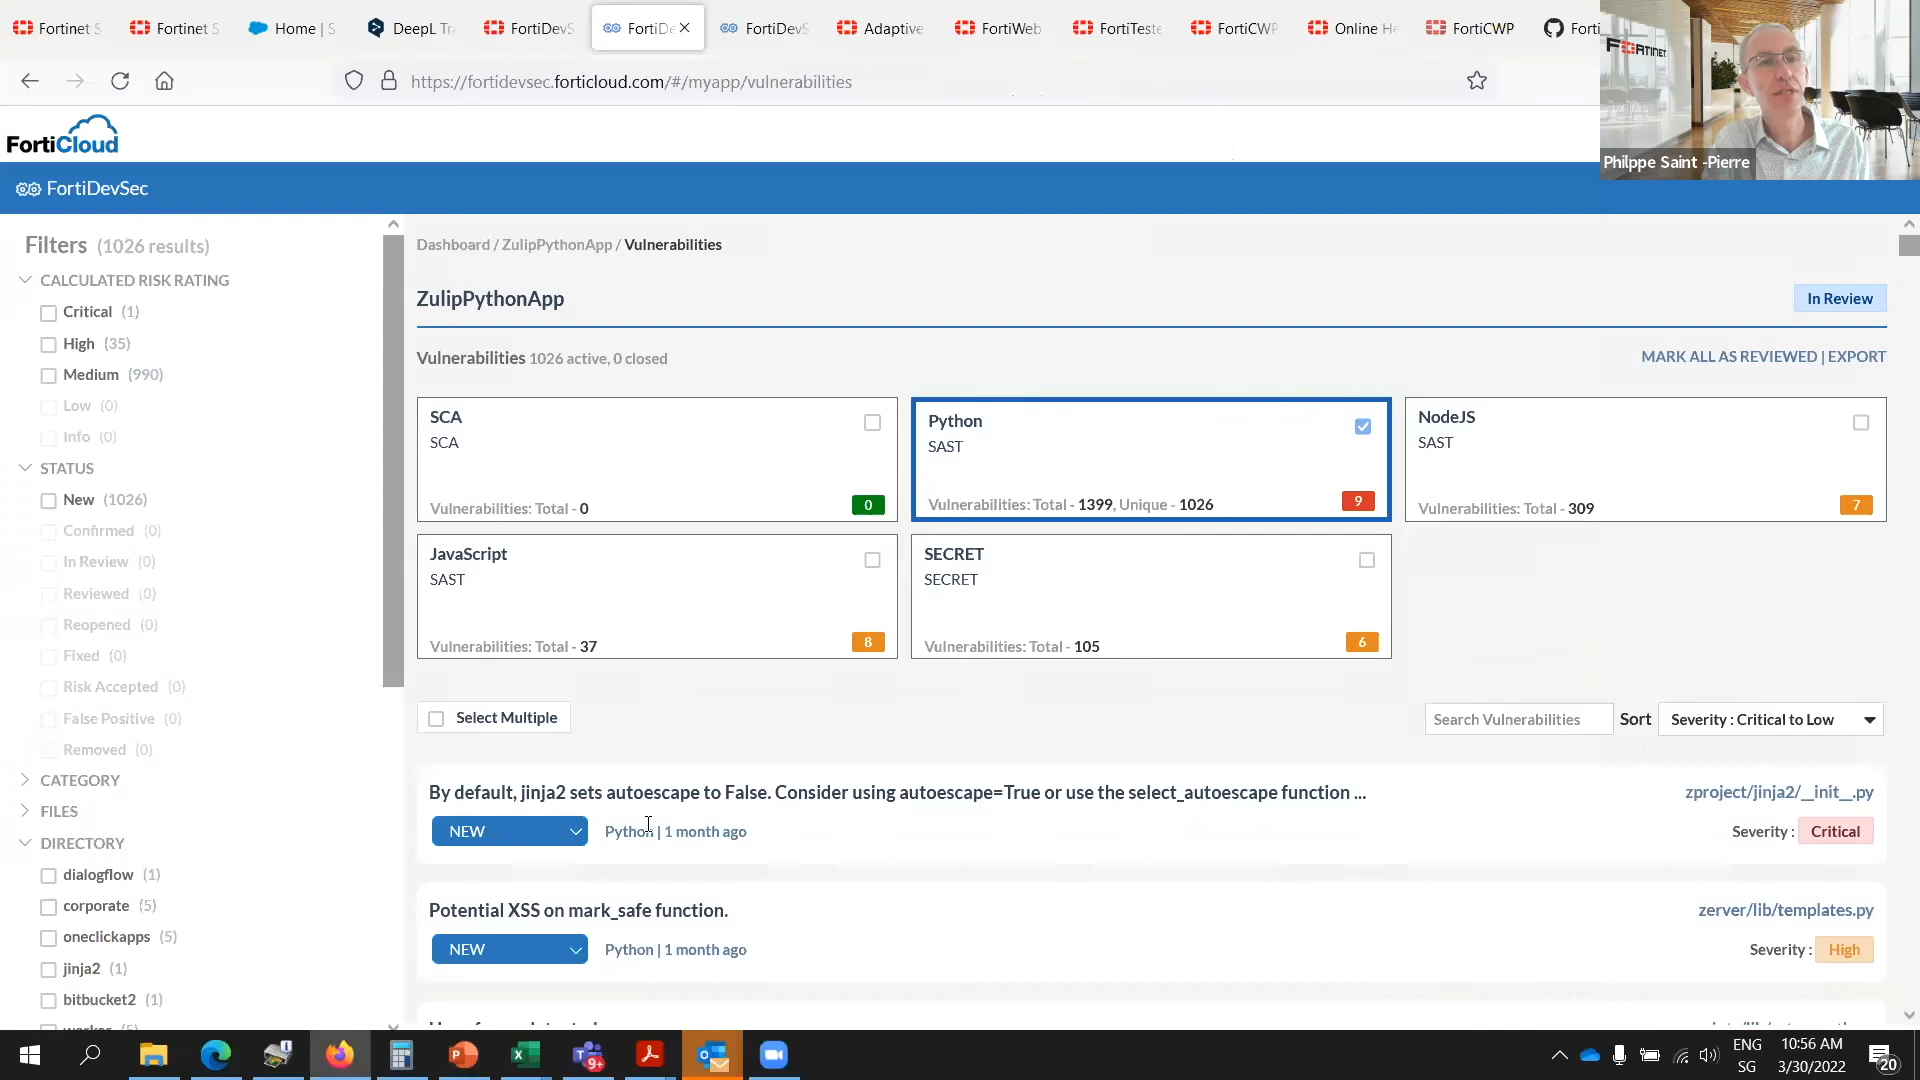 Fortinet S
Fortinet S
Home | S
DeepL Tra
FortiDevS
FortiDe
FortiDevS
Adaptive
FortiWeb
FortiTeste
FortiCWP
Online He
FortiCWP
Forti
https://fortidevsec.forticloud.com/#/myapp/vulnerabilities
FORTINET
Philppe Saint -Pierre
FortiCloud
FortiDevSec
Filters (1026 results)
CALCULATED RISK RATING
Critical (1)
High (35)
Medium (990)
Low (0)
Info (0)
STATUS
New (1026)
Confirmed (0)
In Review (0)
Reviewed (0)
Reopened (0)
Fixed (0)
Risk Accepted (0)
False Positive (0)
Removed (0)
CATEGORY
FILES
DIRECTORY
dialogflow (1)
corporate (5)
oneclickapps (5)
jinja2 (1)
bitbucket2 (1)
Dashboard / ZulipPythonApp / Vulnerabilities
ZulipPythonApp
In Review
Vulnerabilities 1026 active, 0 closed
MARK ALL AS REVIEWED | EXPORT
SCA
SCA
Vulnerabilities: Total - 0
0
Python
SAST
Vulnerabilities: Total - 1399, Unique - 1026
9
NodeJS
SAST
Vulnerabilities: Total - 309
7
JavaScript
SAST
Vulnerabilities: Total - 37
8
SECRET
SECRET
Vulnerabilities: Total - 105
6
Select Multiple
Search Vulnerabilities
Sort
Severity : Critical to Low
By default, jinja2 sets autoescape to False. Consider using autoescape=True or use the select_autoescape function ...
zproject/jinja2/__init__.py
NEW
Python | 1 month ago
Severity : Critical
Potential XSS on mark_safe function.
zerver/lib/templates.py
NEW
Python | 1 month ago
Severity : High
9+
ENG
SG
10:56 AM
3/30/2022
20